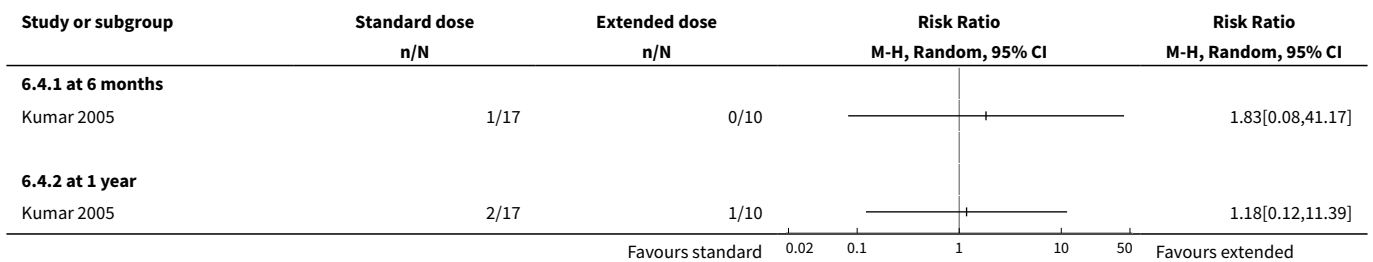 Study or subgroup Standard dose Extended dose Risk Ratio Risk Ratio
n/N n/N M-H, Random, 95% CI M-H, Random, 95% CI
6.4.1 at 6 months
Kumar 2005 1/17 0/10 1.83[0.08,41.17]
6.4.2 at 1 year
Kumar 2005 2/17 1/10 1.18[0.12,11.39]
Favours standard 0.02 0.1 1 10 50 Favours extended